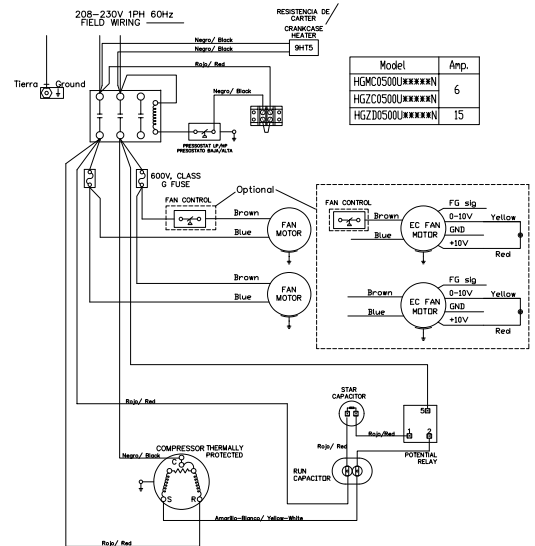 208-230V 1PH 60Hz
FIELD WIRING
RESISTENCIA DE
CARTER
CRANKCASE
HEATER
9HT5
Negro/ Black
Negro/ Black
Rojo/ Red
Tierra
Ground
Negro/ Black
PRESSOSTAT LP/HP
PRESOSTATO BAJA/ALTA
Model Amp.
HGMC0500U*****N
6
HGZC0500U*****N
HGZD0500U*****N 15
600V, CLASS
G FUSE
FAN CONTROL
Optional
Brown
Blue
FAN
MOTOR
Brown
Blue
FAN
MOTOR
FAN CONTROL
Brown
Blue
EC FAN
MOTOR
FG sig
0-10V
GND
+10V
Yellow
Red
Brown
Blue
EC FAN
MOTOR
FG sig
0-10V
GND
+10V
Yellow
Red
STAR
CAPACITOR
5
1 2
Rojo/ Red
Rojo/Red
POTENTIAL
RELAY
Rojo/ Red
COMPRESSOR THERMALLY
PROTECTED
Negro/ Black
C
S R
RUN
CAPACITOR
Amarillo-Blanco/ Yellow-White
Rojo/ Red